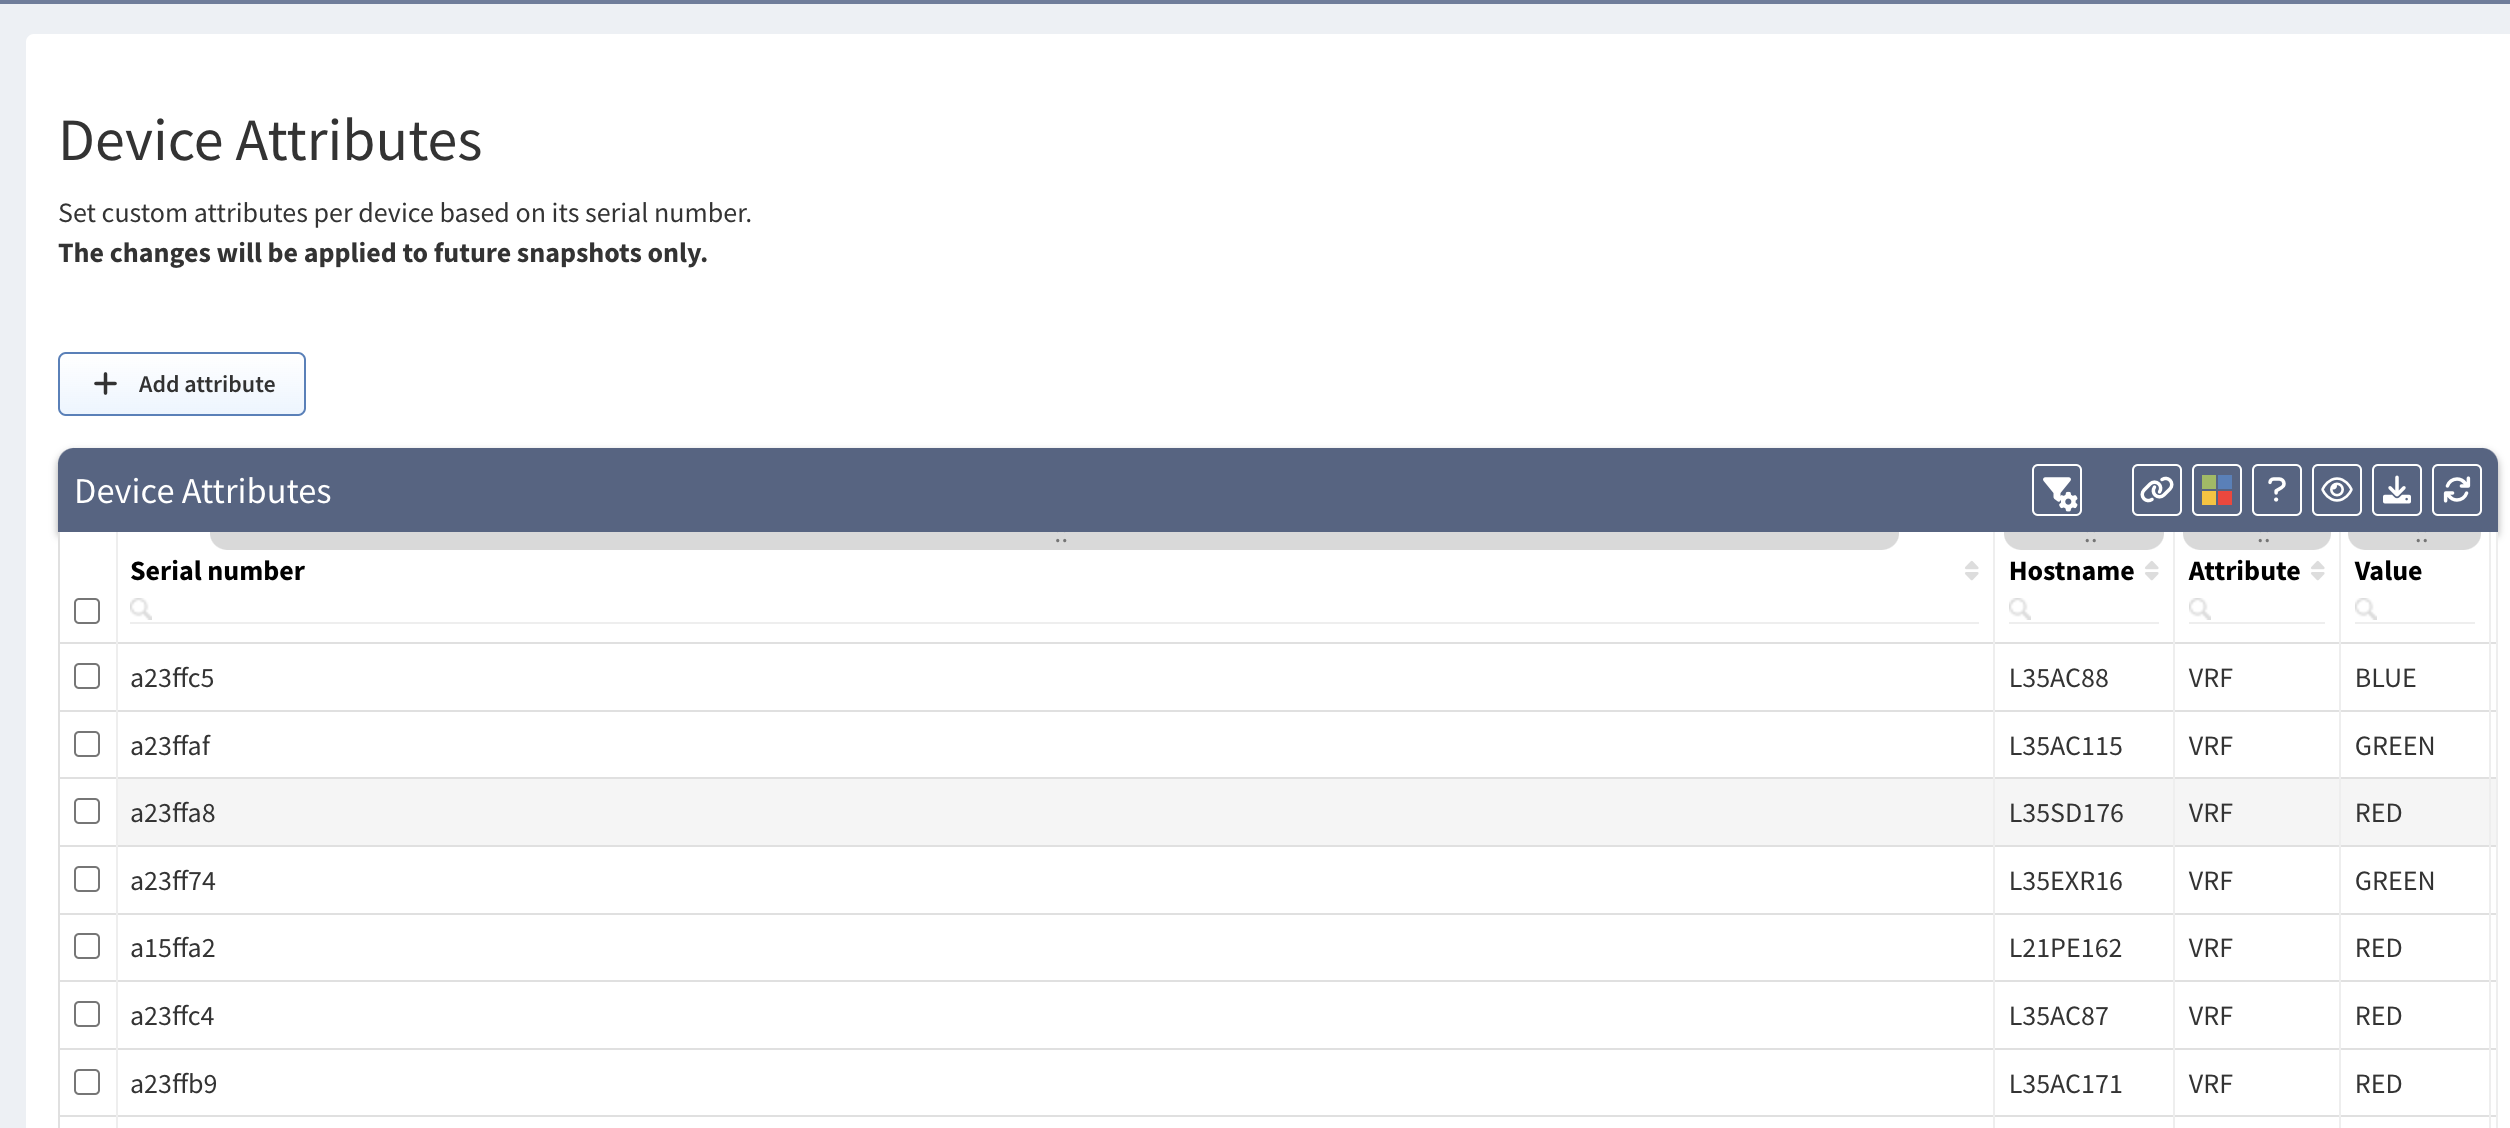 Device Attributes
Set custom attributes per device based on its serial number.
The changes will be applied to future snapshots only.
+ Add attribute
Device Attributes
?
Serial number Hostname Attribute Value
a23ffc5 L35AC88 VRF BLUE
a23ffaf L35AC115 VRF GREEN
a23ffa8 L35SD176 VRF RED
a23ff74 L35EXR16 VRF GREEN
a15ffa2 L21PE162 VRF RED
a23ffc4 L35AC87 VRF RED
a23ffb9 L35AC171 VRF RED